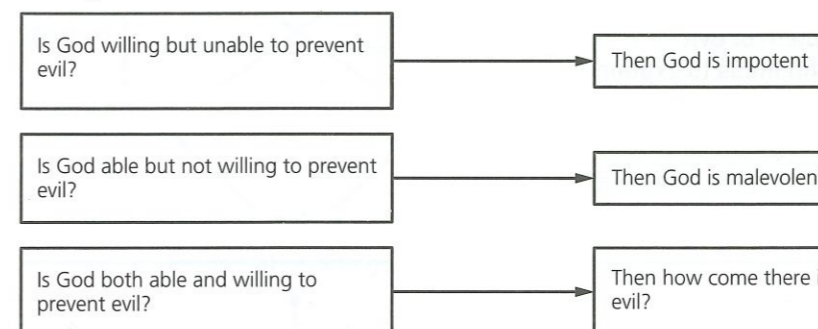 Is God willing but unable to prevent
evil?
Then God is impotent
Is God able but not willing to prevent
evil?
Then God is malevolen
Is God both able and willing to
prevent evil?
Then how come there i
evil?